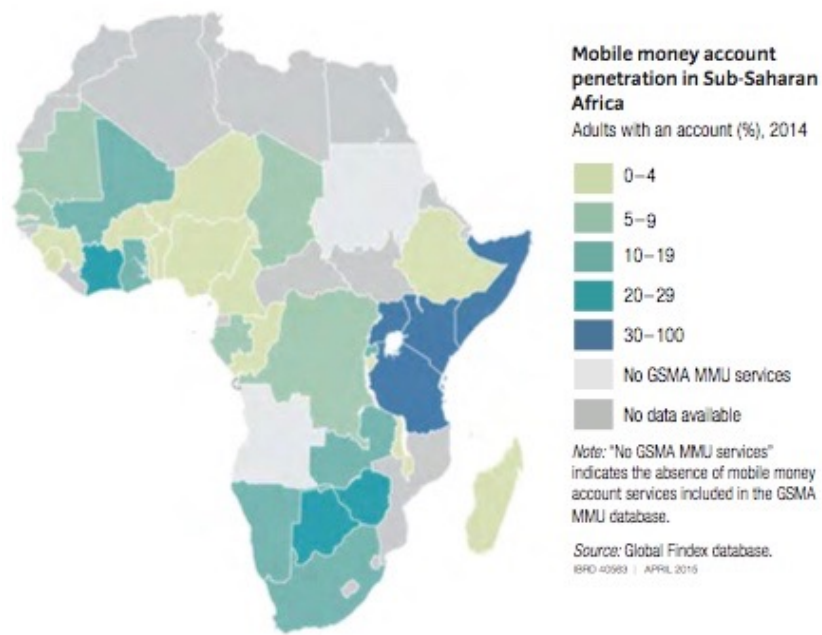 Mobile money account
penetration in Sub-Saharan
Africa
Adults with an account (%), 2014
0–4
5–9
10–19
20–29
30–100
No GSMA MMU services
No data available
Note: "No GSMA MMU services"
indicates the absence of mobile money
account services included in the GSMA
MMU database.
Source: Global Findex database.
IBRD 40583 | APRIL 2015